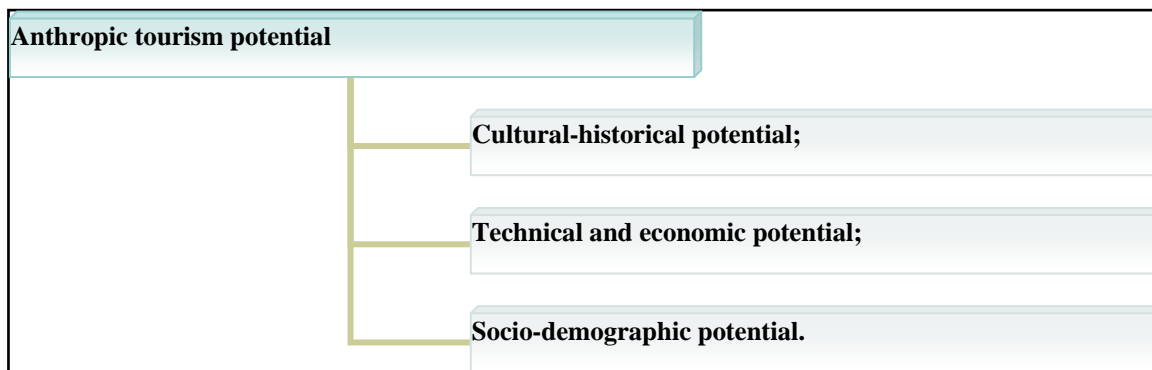 Anthropic tourism potential
Cultural-historical potential;
Technical and economic potential;
Socio-demographic potential.